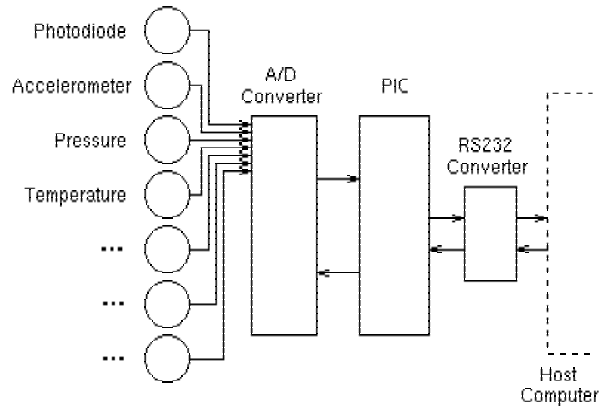 Photodiode
Accelerometer
Pressure
Temperature
...
...
...
A/D
Converter
PIC
RS232
Converter
Host
Computer